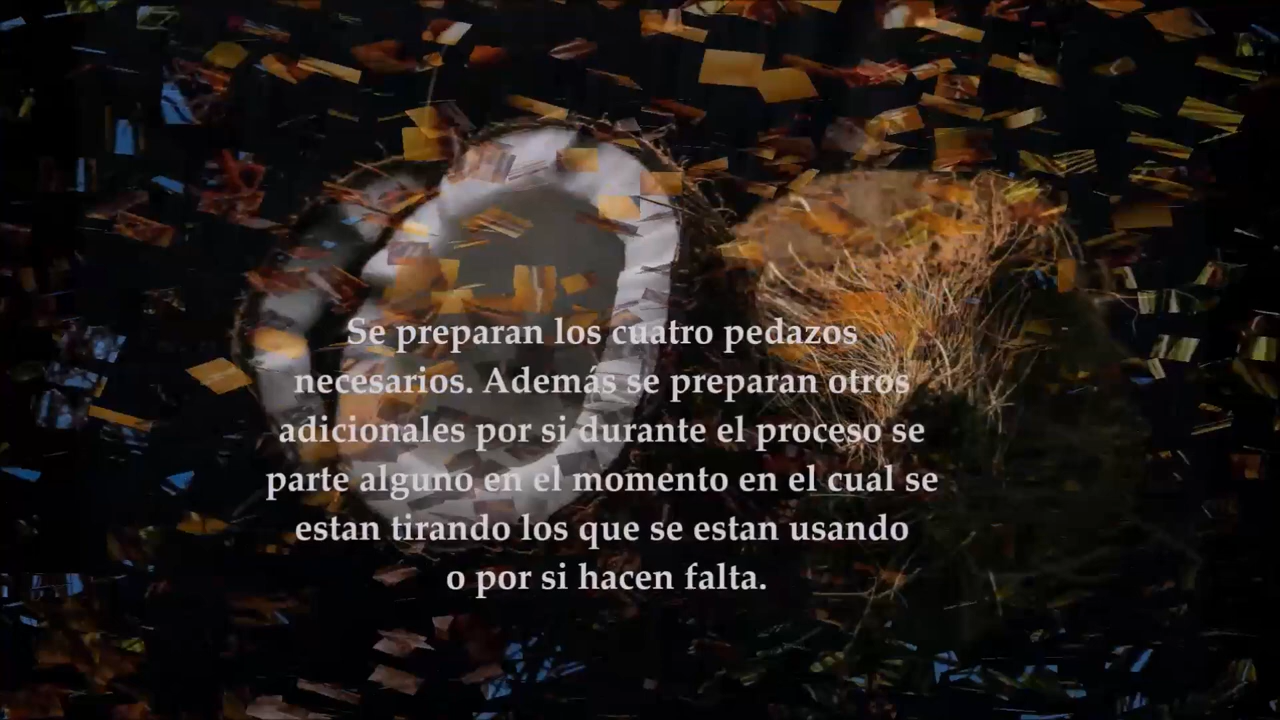 Se preparan los cuatro pedazos
necesarios. Además se preparan otros
adicionales por si durante el proceso se
parte alguno en el momento en el cual se
estan tirando los que se estan usando
o por si hacen falta.